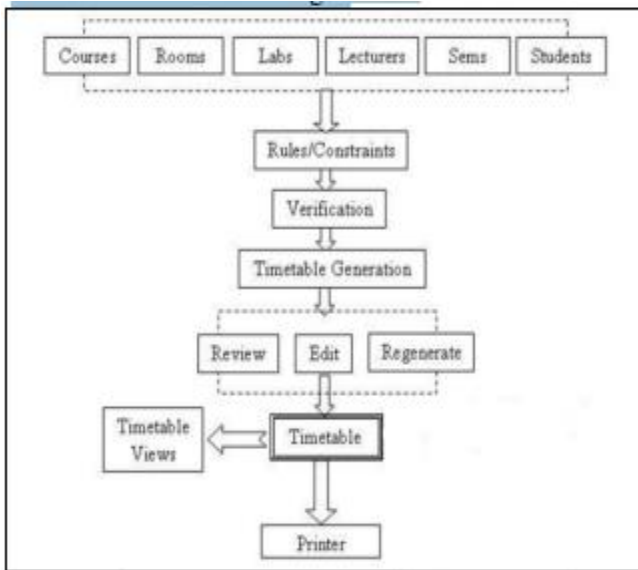 Courses
Rooms
Labs
Lecturers
Sems
Students
Rules/Constraints
Verification
Timetable Generation
Review
Edit
Regenerate
Timetable
Views
Timetable
Printer